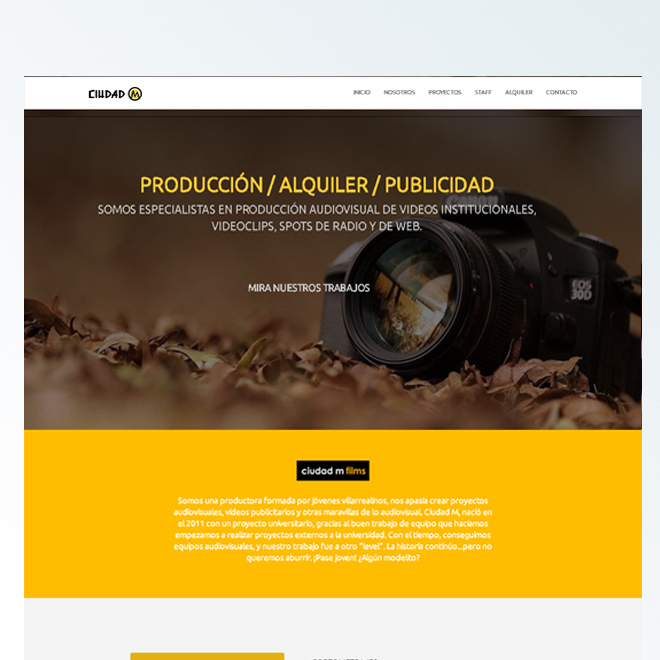 CIUDAD M
INICIO NOSOTROS PROYECTOS STAFF ALQUILER CONTACTO
PRODUCCIÓN / ALQUILER / PUBLICIDAD
SOMOS ESPECIALISTAS EN PRODUCCIÓN AUDIOVISUAL DE VIDEOS INSTITUCIONALES,
VIDEOCLIPS, SPOTS DE RADIO Y DE WEB.
Canon
EOS
30D
MIRA NUESTROS TRABAJOS
ciudad m films
Somos una productora formada por jóvenes villarrealinos, nos apasia crear proyectos
audiovisuales, videos publicitarios y otras maravillas de lo audiovisual. Ciudad M, nació en
el 2011 con un proyecto universitario, gracias al buen trabajo de equipo que hacíamos
empezamos a realizar proyectos externos a la universidad. Con el tiempo, conseguimos
equipos audiovisuales, y nuestro trabajo fue a otro "level". La historia continúo...pero no
queremos aburrir. ¡Pase joven! ¿Algún modelito?